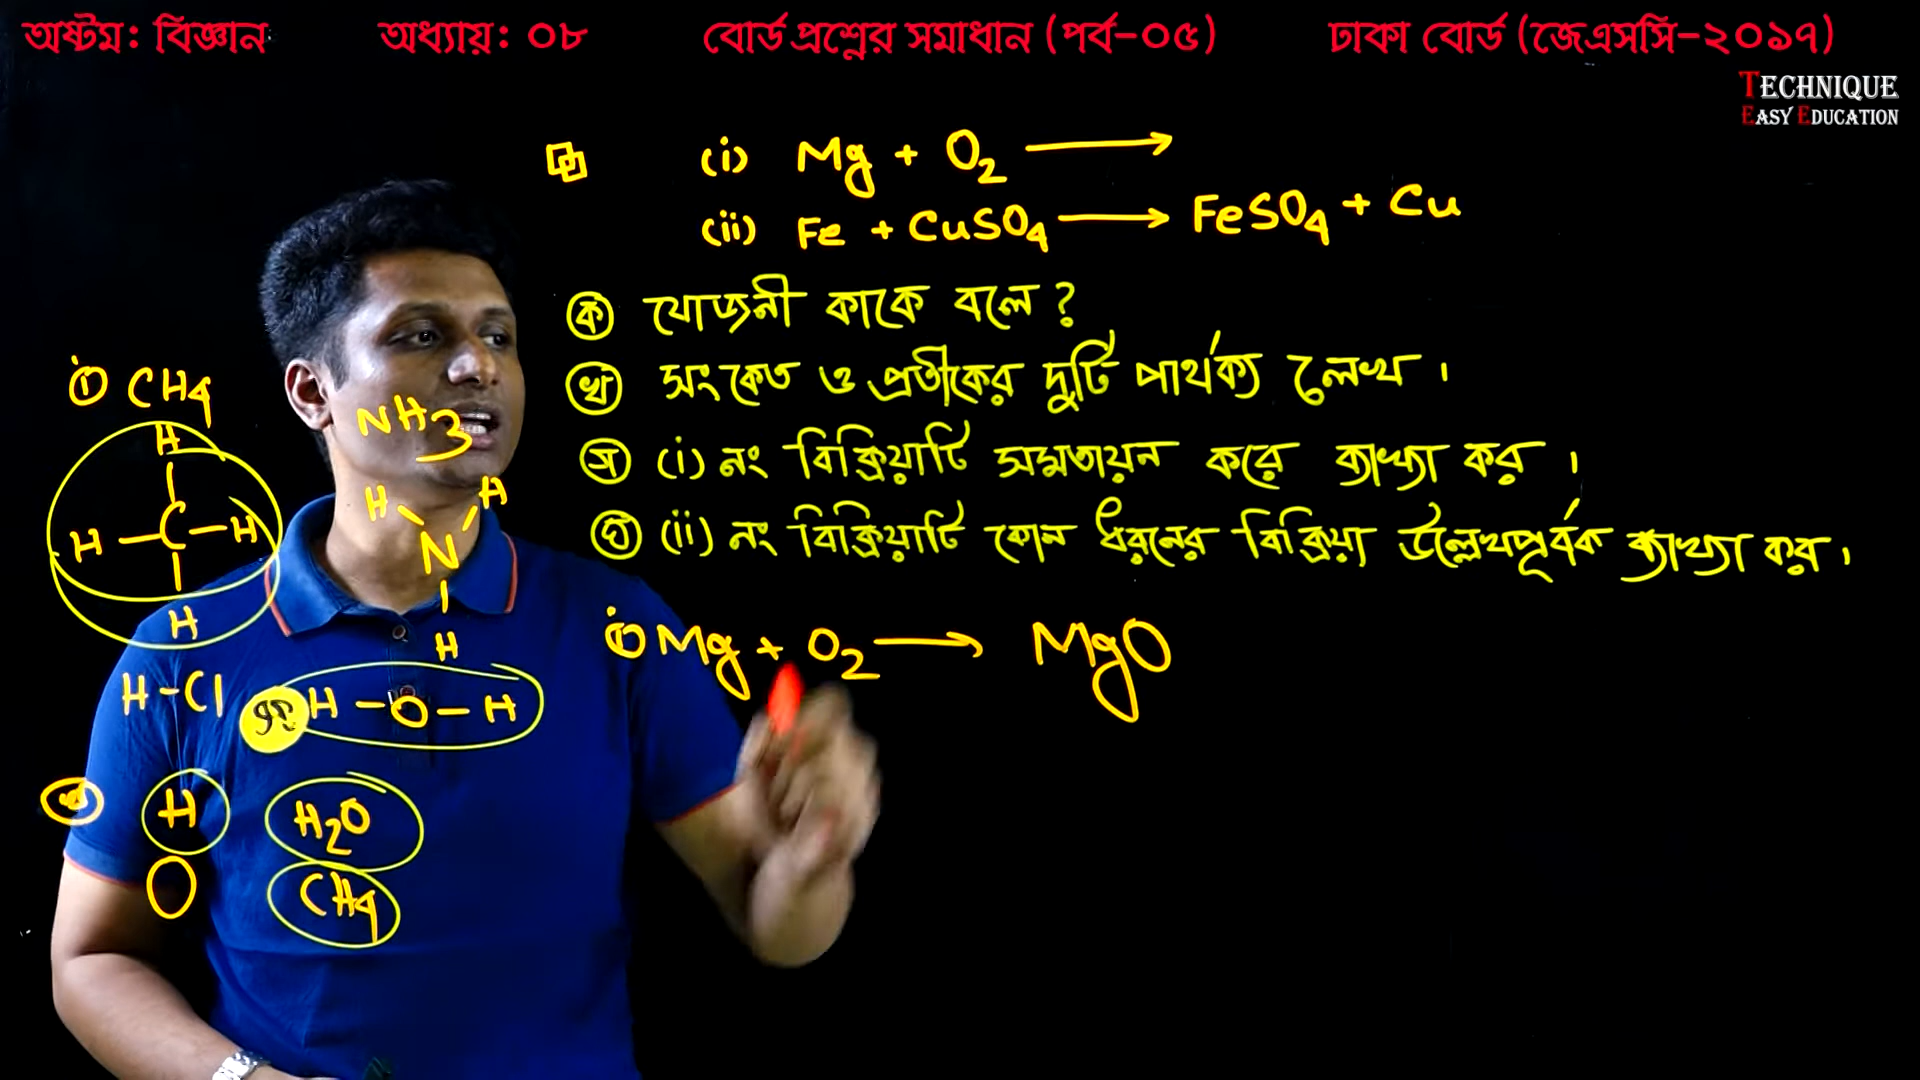 অষ্টম: বিজ্ঞান অধ্যায়: ০৮ বোর্ড প্রশ্নের সমাধান (পর্ব-০৫) ঢাকা বোর্ড (জেএসসি-২০১৭)
TECHNIQUE
EASY EDUCATION
(i) Mg + O2 →
(ii) Fe + CuSO4 → FeSO4 + Cu
ক যোজনী কাকে বলে ?
খ সংকেত ও প্রতীকের দুটি পার্থক্য লেখ ।
গ (i) নং বিক্রিয়াটি সমতায়ন করে ব্যাখ্যা কর ।
ঘ (ii) নং বিক্রিয়াটি কোন ধরনের বিক্রিয়া উল্লেখপূর্বক ব্যাখ্যা কর ।
i Mg + O2 → MgO
i CH4
H
H – C – H
H
NH3
H H
N
H
H – Cl
H – O – H
H H2O
O CH4